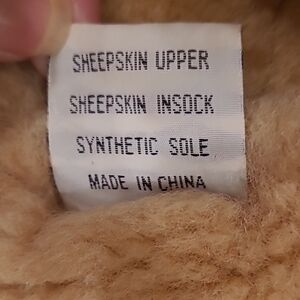 SHEEPSKIN UPPER
SHEEPSKIN INSOCK
SYNTHETIC SOLE
MADE IN CHINA